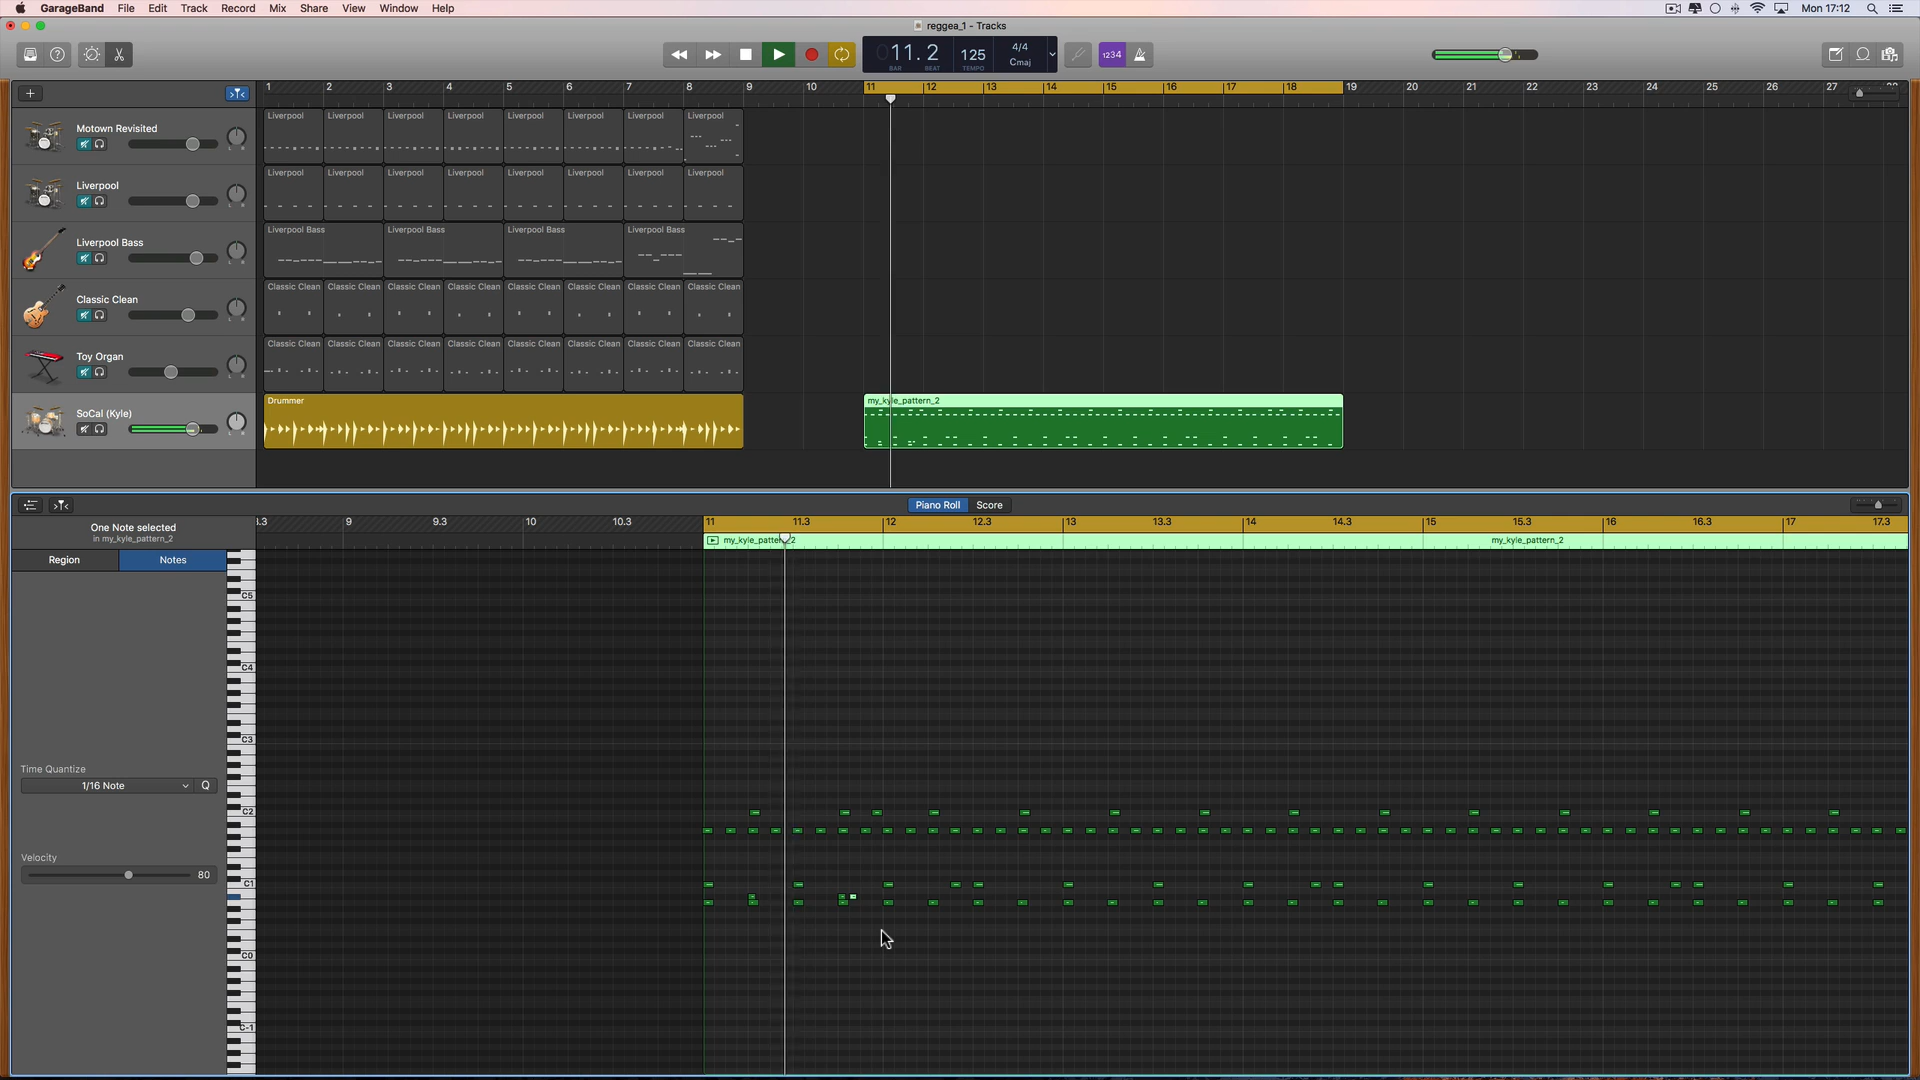 GarageBand File Edit Track Record Mix Share View Window Help Mon 17:12
reggea_1 - Tracks
11.2 125 4/4 Cmaj 1234
BAR BEAT TEMPO
1 2 3 4 5 6 7 8 9 10 11 12 13 14 15 16 17 18 19 20 21 22 23 24 25 26 27
Motown Revisited
L R
Liverpool Liverpool Liverpool Liverpool Liverpool Liverpool Liverpool Liverpool
Liverpool
L R
Liverpool Liverpool Liverpool Liverpool Liverpool Liverpool Liverpool Liverpool
Liverpool Bass
L R
Liverpool Bass Liverpool Bass Liverpool Bass Liverpool Bass
Classic Clean
L R
Classic Clean Classic Clean Classic Clean Classic Clean Classic Clean Classic Clean Classic Clean Classic Clean
Toy Organ
L R
Classic Clean Classic Clean Classic Clean Classic Clean Classic Clean Classic Clean Classic Clean Classic Clean
SoCal (Kyle)
L R
Drummer my_kyle_pattern_2
Piano Roll Score
One Note selected
in my_kyle_pattern_2
9 9.3 10 10.3 11 11.3 12 12.3 13 13.3 14 14.3 15 15.3 16 16.3 17 17.3
my_kyle_pattern_2 my_kyle_pattern_2
Region Notes
C5
C4
C3
Time Quantize
1/16 Note Q
C2
Velocity
80
C1
C0
C-1